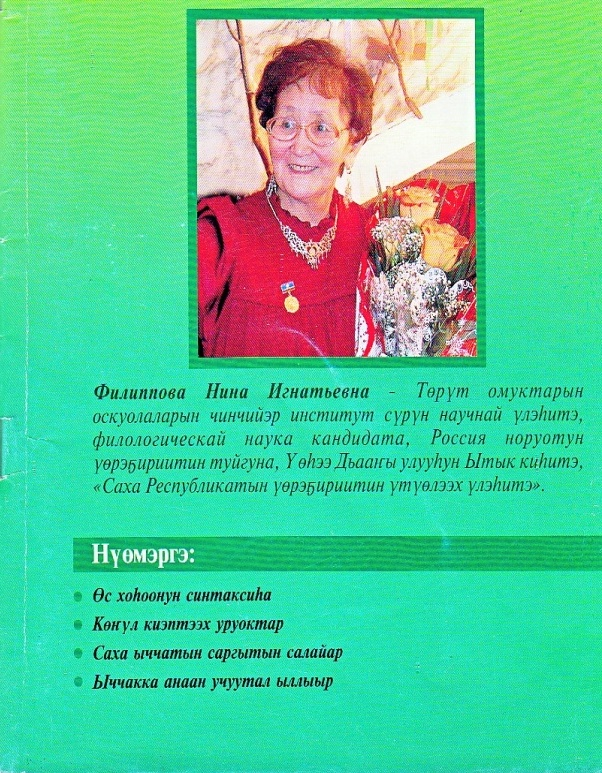 Филиппова Нина Игнатьевна – Төрүт омуктарын
оскуолаларын чинчийэр институт сүрүн научнай үлэһитэ,
филологическай наука кандидата, Россия норуотун
үөрэҕириитин туйгуна, Үөһээ Дьааҥы улууһун Ытык киһитэ,
«Саха Республикатын үөрэҕириитин үтүөлээх үлэһитэ».
Нүөмэргэ:
Өс хоһоонун синтаксиһа
Көҥүл киэптээх уруоктар
Саха ыччатын саргытын салайар
Ыччакка анаан учуутал ыллыыр